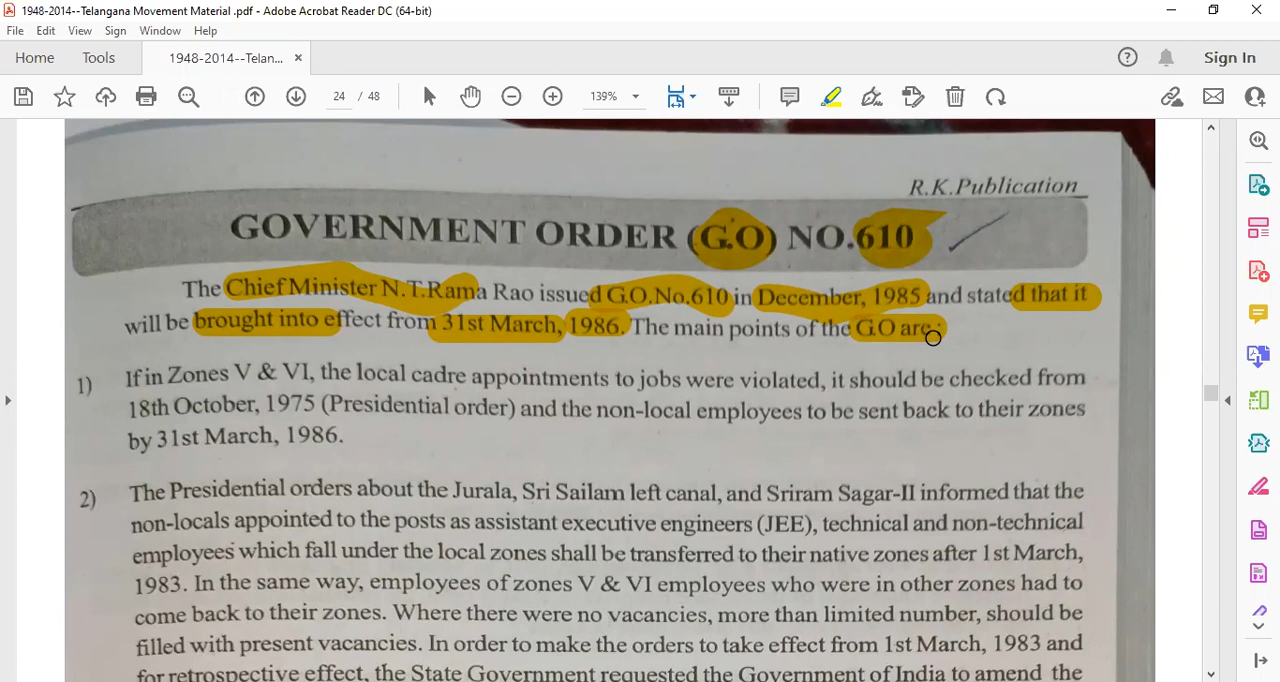 1948-2014--Telangana Movement Material .pdf - Adobe Acrobat Reader DC (64-bit)
File Edit View Sign Window Help
Home Tools 1948-2014--Telan... × Sign In
24 / 48 139%
R.K.Publication
GOVERNMENT ORDER (G.O) NO.610
The Chief Minister N.T.Rama Rao issued G.O.No.610 in December, 1985 and stated that it
will be brought into effect from 31st March, 1986. The main points of the G.O are:
1) If in Zones V & VI, the local cadre appointments to jobs were violated, it should be checked from
18th October, 1975 (Presidential order) and the non-local employees to be sent back to their zones
by 31st March, 1986.
2) The Presidential orders about the Jurala, Sri Sailam left canal, and Sriram Sagar-II informed that the
non-locals appointed to the posts as assistant executive engineers (JEE), technical and non-technical
employees which fall under the local zones shall be transferred to their native zones after 1st March,
1983. In the same way, employees of zones V & VI employees who were in other zones had to
come back to their zones. Where there were no vacancies, more than limited number, should be
filled with present vacancies. In order to make the orders to take effect from 1st March, 1983 and
for retrospective effect, the State Government requested the Government of India to amend the